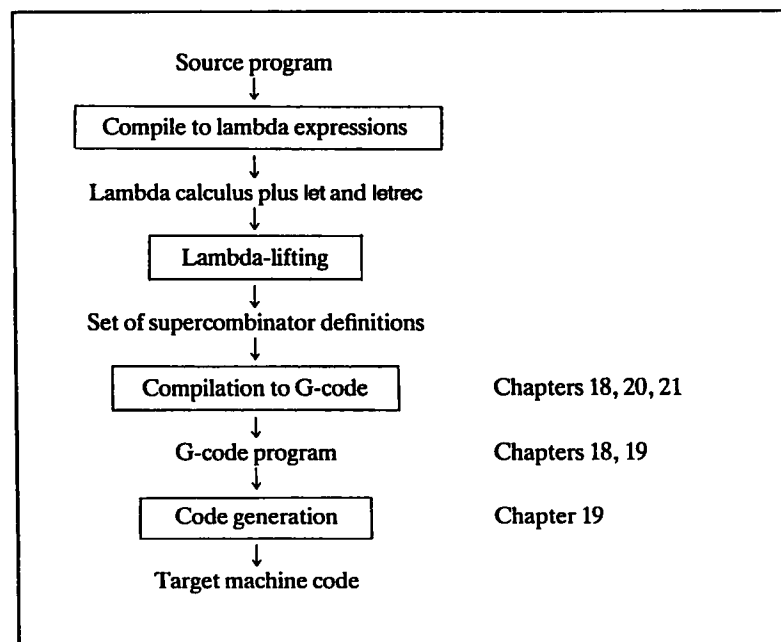 Source program
Compile to lambda expressions
Lambda calculus plus let and letrec
Lambda-lifting
Set of supercombinator definitions
Compilation to G-code Chapters 18, 20, 21
G-code program Chapters 18, 19
Code generation Chapter 19
Target machine code